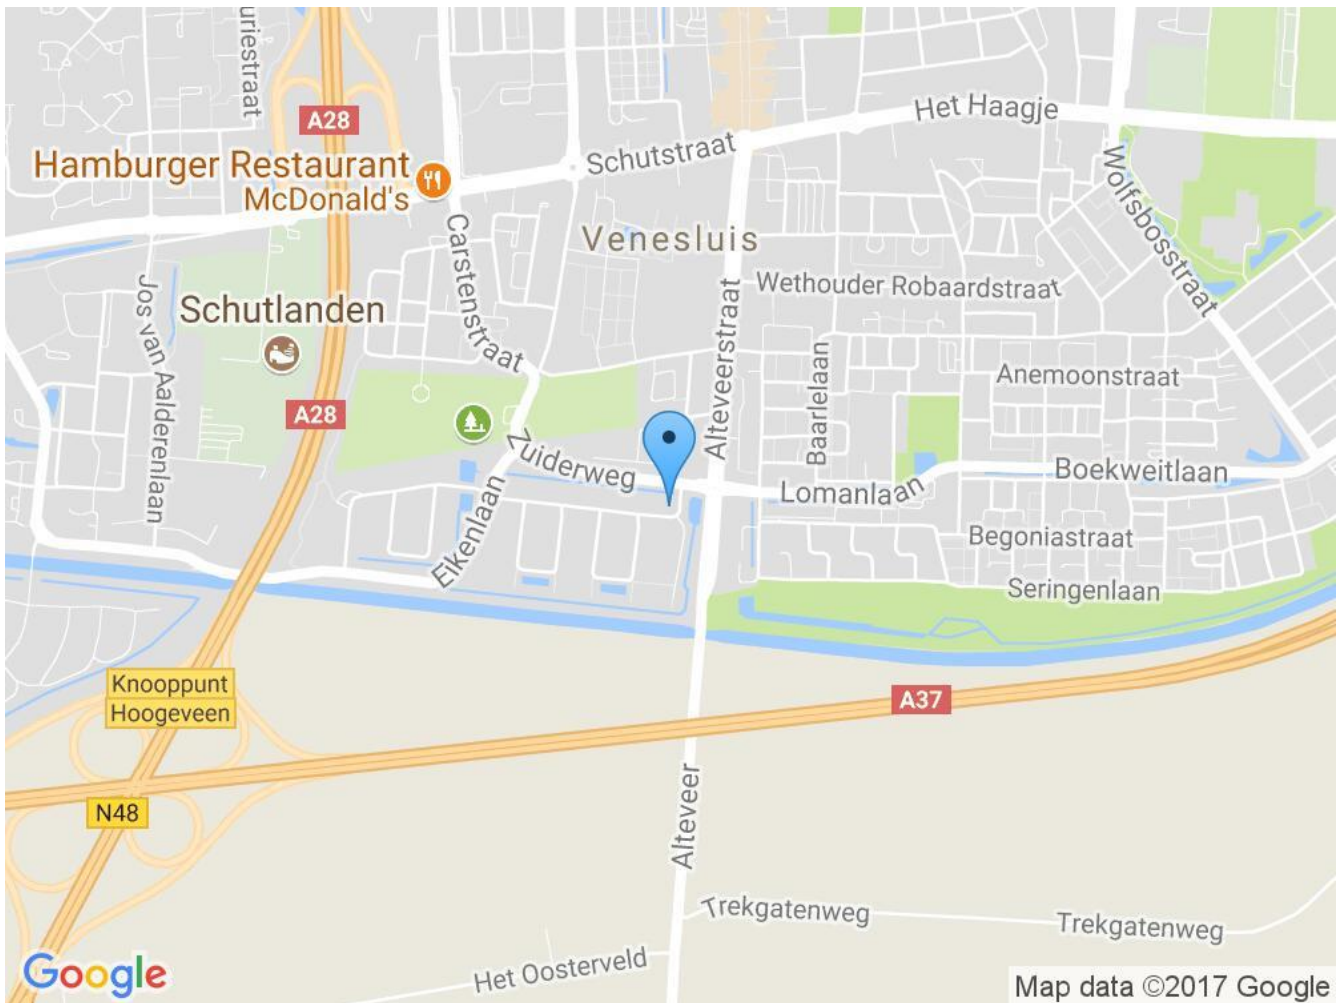 uriestraat
A28
Het Haagje
Schutstraat
Hamburger Restaurant
McDonald's
Wolfsbosstraat
Carstenstraat
Venesluis
Jos van Aalderenlaan
Wethouder Robaardstraat
Schutlanden
Alteveerstraat
Baarlelaan
Anemoonstraat
A28
Zuiderweg
Boekweitlaan
Lomanlaan
Eikenlaan
Begoniastraat
Seringenlaan
Knooppunt
Hoogeveen
A37
N48
Alteveer
Trekgatenweg
Trekgatenweg
Het Oosterveld
Google
Map data ©2017 Google